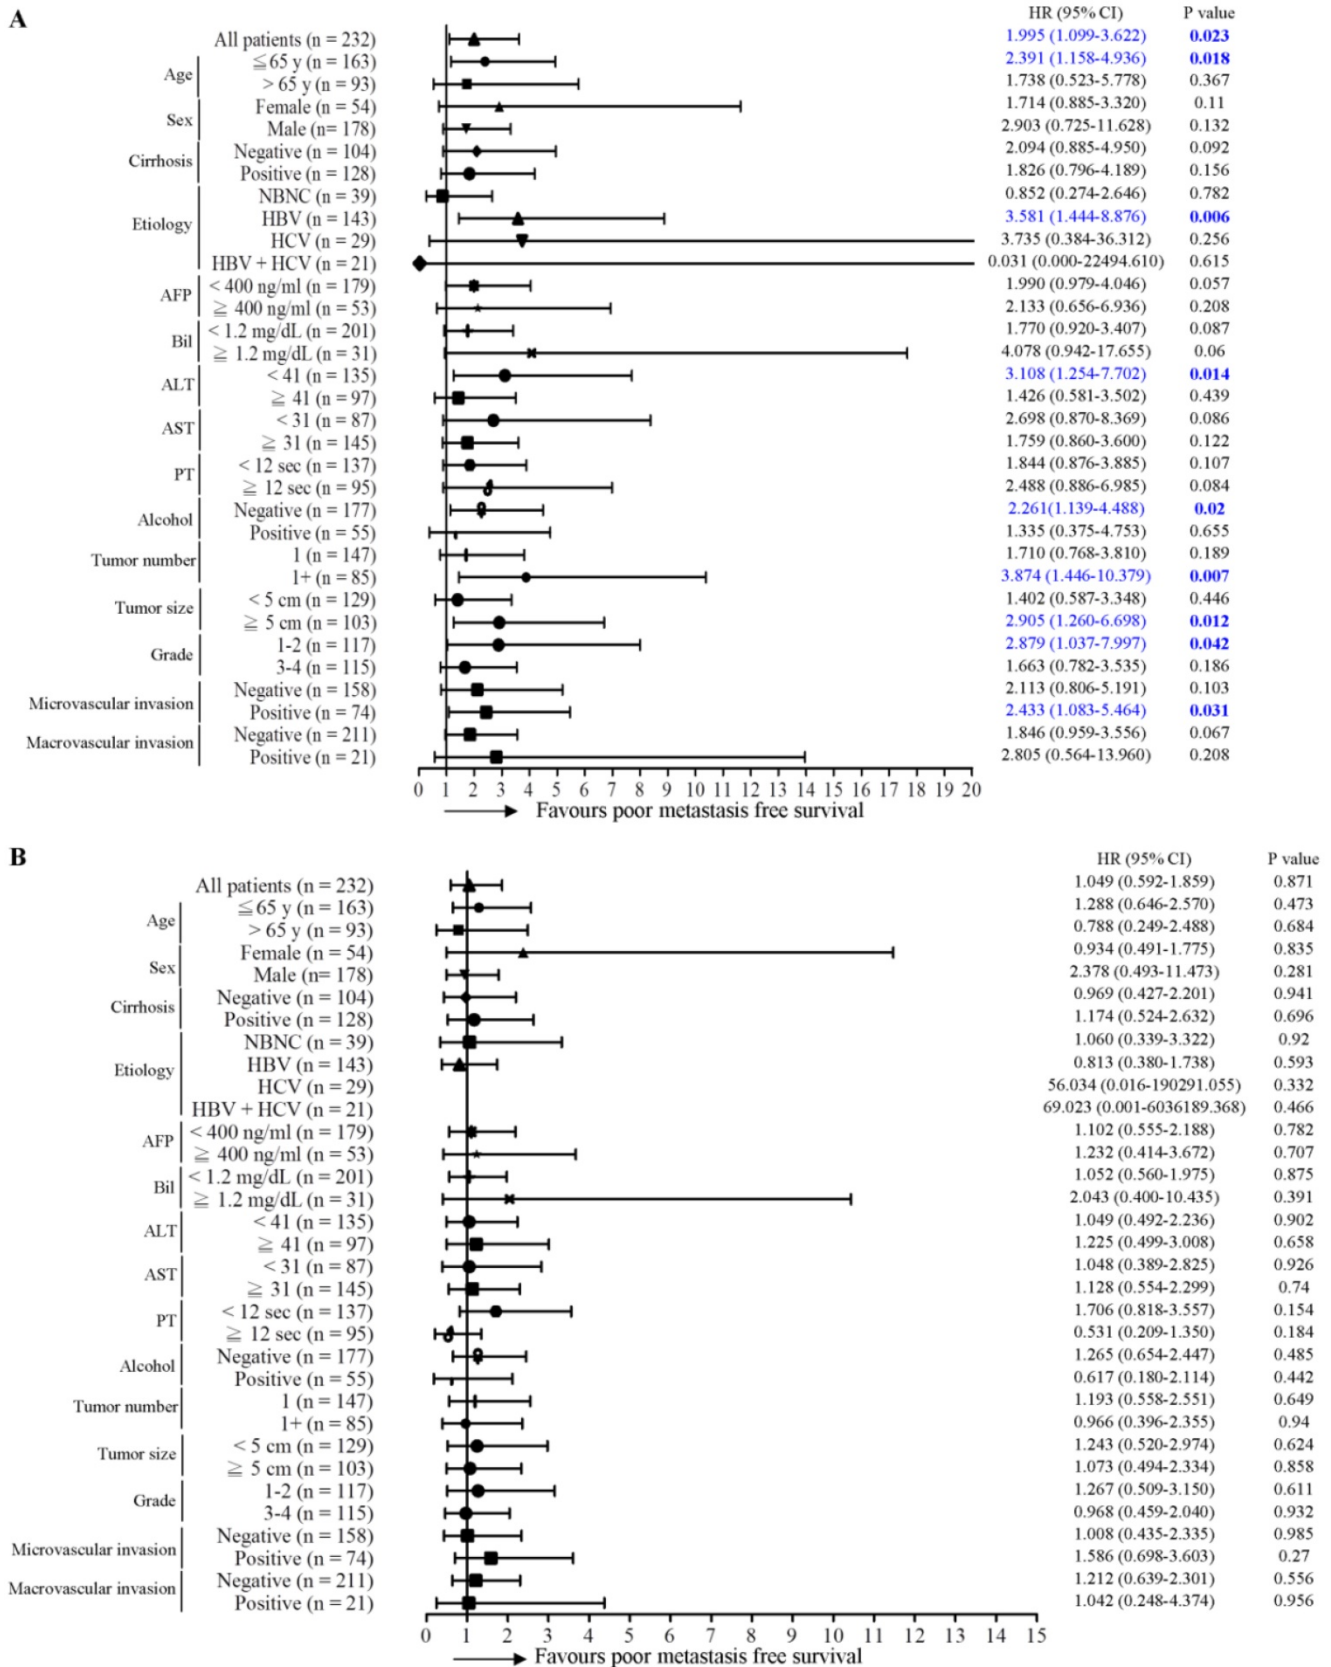 A
HR (95% CI) P value
All patients (n = 232) 1.995 (1.099-3.622) 0.023
Age ≦65 y (n = 163) 2.391 (1.158-4.936) 0.018
> 65 y (n = 93) 1.738 (0.523-5.778) 0.367
Sex Female (n = 54) 1.714 (0.885-3.320) 0.11
Male (n= 178) 2.903 (0.725-11.628) 0.132
Cirrhosis Negative (n = 104) 2.094 (0.885-4.950) 0.092
Positive (n = 128) 1.826 (0.796-4.189) 0.156
Etiology NBNC (n = 39) 0.852 (0.274-2.646) 0.782
HBV (n = 143) 3.581 (1.444-8.876) 0.006
HCV (n = 29) 3.735 (0.384-36.312) 0.256
HBV + HCV (n = 21) 0.031 (0.000-22494.610) 0.615
AFP < 400 ng/ml (n = 179) 1.990 (0.979-4.046) 0.057
≧ 400 ng/ml (n = 53) 2.133 (0.656-6.936) 0.208
Bil < 1.2 mg/dL (n = 201) 1.770 (0.920-3.407) 0.087
≧ 1.2 mg/dL (n = 31) 4.078 (0.942-17.655) 0.06
ALT < 41 (n = 135) 3.108 (1.254-7.702) 0.014
≧ 41 (n = 97) 1.426 (0.581-3.502) 0.439
AST < 31 (n = 87) 2.698 (0.870-8.369) 0.086
≧ 31 (n = 145) 1.759 (0.860-3.600) 0.122
PT < 12 sec (n = 137) 1.844 (0.876-3.885) 0.107
≧ 12 sec (n = 95) 2.488 (0.886-6.985) 0.084
Alcohol Negative (n = 177) 2.261(1.139-4.488) 0.02
Positive (n = 55) 1.335 (0.375-4.753) 0.655
Tumor number 1 (n = 147) 1.710 (0.768-3.810) 0.189
1+ (n = 85) 3.874 (1.446-10.379) 0.007
Tumor size < 5 cm (n = 129) 1.402 (0.587-3.348) 0.446
≧ 5 cm (n = 103) 2.905 (1.260-6.698) 0.012
Grade 1-2 (n = 117) 2.879 (1.037-7.997) 0.042
3-4 (n = 115) 1.663 (0.782-3.535) 0.186
Microvascular invasion Negative (n = 158) 2.113 (0.806-5.191) 0.103
Positive (n = 74) 2.433 (1.083-5.464) 0.031
Macrovascular invasion Negative (n = 211) 1.846 (0.959-3.556) 0.067
Positive (n = 21) 2.805 (0.564-13.960) 0.208
0 1 2 3 4 5 6 7 8 9 10 11 12 13 14 15 16 17 18 19 20
Favours poor metastasis free survival
B
HR (95% CI) P value
All patients (n = 232) 1.049 (0.592-1.859) 0.871
Age ≦65 y (n = 163) 1.288 (0.646-2.570) 0.473
> 65 y (n = 93) 0.788 (0.249-2.488) 0.684
Sex Female (n = 54) 0.934 (0.491-1.775) 0.835
Male (n= 178) 2.378 (0.493-11.473) 0.281
Cirrhosis Negative (n = 104) 0.969 (0.427-2.201) 0.941
Positive (n = 128) 1.174 (0.524-2.632) 0.696
Etiology NBNC (n = 39) 1.060 (0.339-3.322) 0.92
HBV (n = 143) 0.813 (0.380-1.738) 0.593
HCV (n = 29) 56.034 (0.016-190291.055) 0.332
HBV + HCV (n = 21) 69.023 (0.001-6036189.368) 0.466
AFP < 400 ng/ml (n = 179) 1.102 (0.555-2.188) 0.782
≧ 400 ng/ml (n = 53) 1.232 (0.414-3.672) 0.707
Bil < 1.2 mg/dL (n = 201) 1.052 (0.560-1.975) 0.875
≧ 1.2 mg/dL (n = 31) 2.043 (0.400-10.435) 0.391
ALT < 41 (n = 135) 1.049 (0.492-2.236) 0.902
≧ 41 (n = 97) 1.225 (0.499-3.008) 0.658
AST < 31 (n = 87) 1.048 (0.389-2.825) 0.926
≧ 31 (n = 145) 1.128 (0.554-2.299) 0.74
PT < 12 sec (n = 137) 1.706 (0.818-3.557) 0.154
≧ 12 sec (n = 95) 0.531 (0.209-1.350) 0.184
Alcohol Negative (n = 177) 1.265 (0.654-2.447) 0.485
Positive (n = 55) 0.617 (0.180-2.114) 0.442
Tumor number 1 (n = 147) 1.193 (0.558-2.551) 0.649
1+ (n = 85) 0.966 (0.396-2.355) 0.94
Tumor size < 5 cm (n = 129) 1.243 (0.520-2.974) 0.624
≧ 5 cm (n = 103) 1.073 (0.494-2.334) 0.858
Grade 1-2 (n = 117) 1.267 (0.509-3.150) 0.611
3-4 (n = 115) 0.968 (0.459-2.040) 0.932
Microvascular invasion Negative (n = 158) 1.008 (0.435-2.335) 0.985
Positive (n = 74) 1.586 (0.698-3.603) 0.27
Macrovascular invasion Negative (n = 211) 1.212 (0.639-2.301) 0.556
Positive (n = 21) 1.042 (0.248-4.374) 0.956
0 1 2 3 4 5 6 7 8 9 10 11 12 13 14 15
Favours poor metastasis free survival